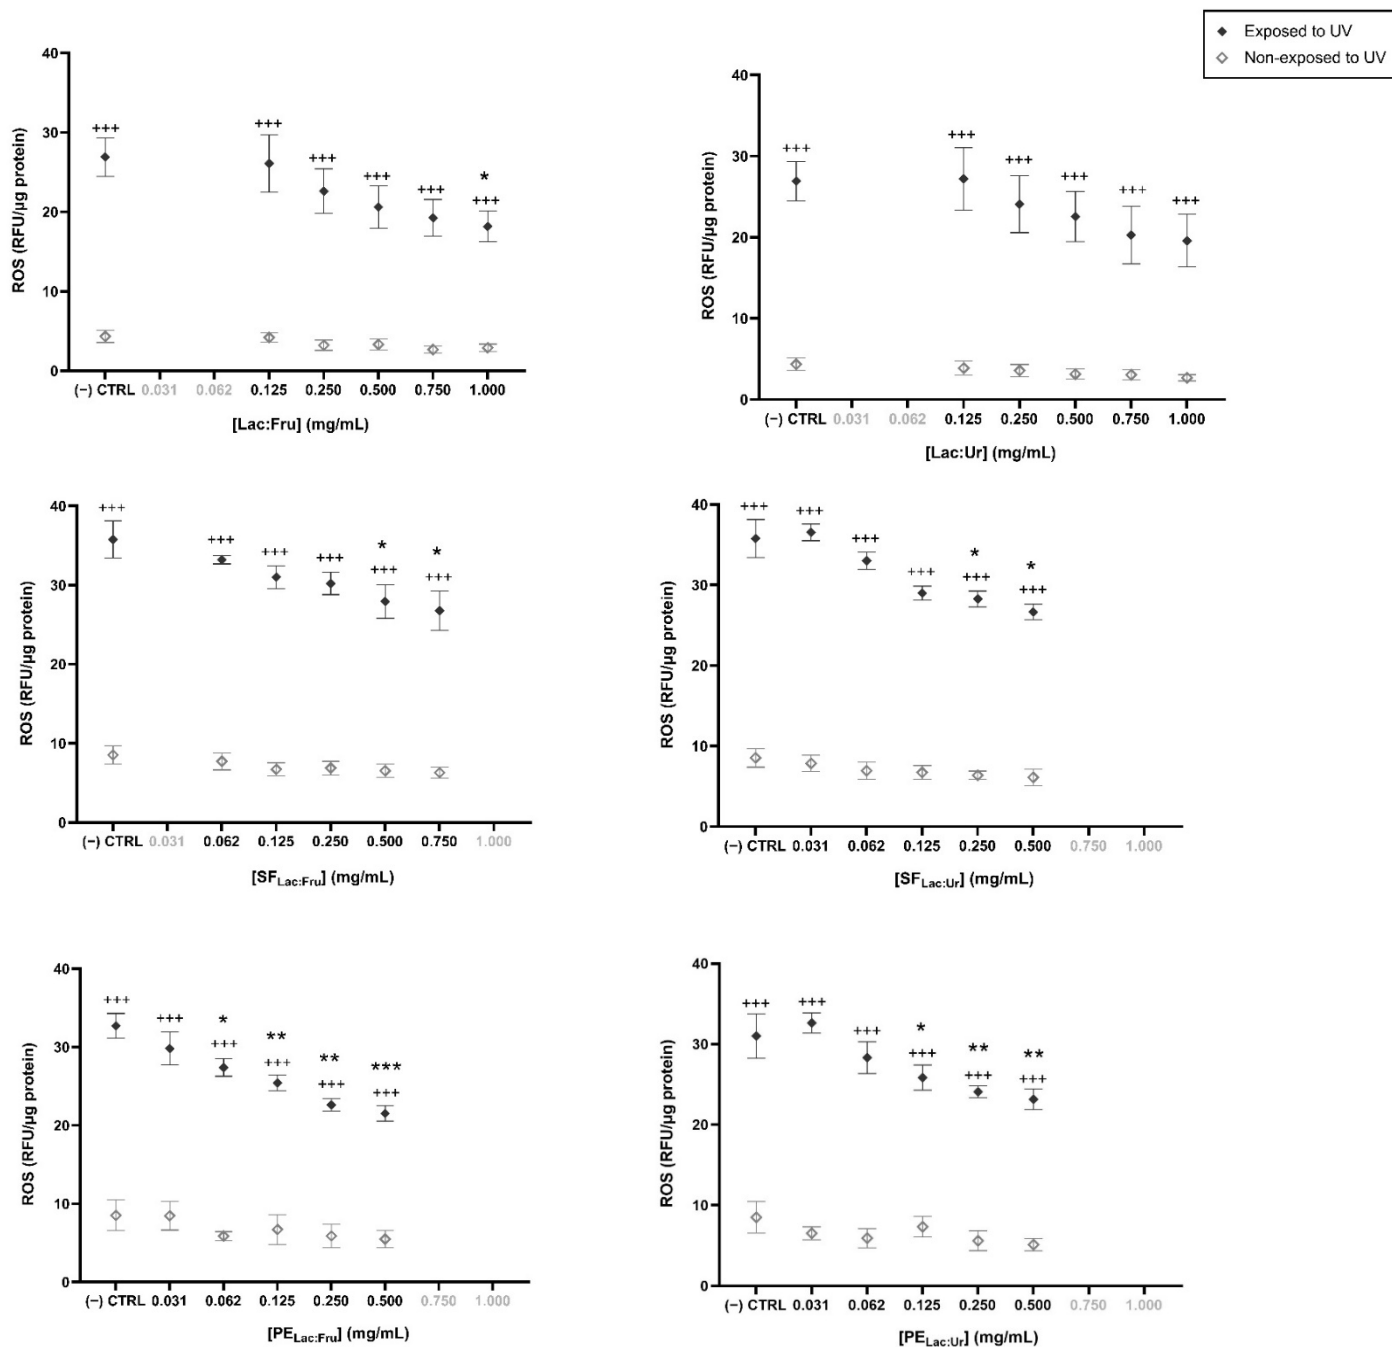 Exposed to UV
Non-exposed to UV
ROS (RFU/µg protein)
40
30
20
10
0
+++ +++ +++ +++ +++ * +++
(−) CTRL 0.031 0.062 0.125 0.250 0.500 0.750 1.000
[Lac:Fru] (mg/mL)
ROS (RFU/µg protein)
40
30
20
10
0
+++ +++ +++ +++ +++ +++
(−) CTRL 0.031 0.062 0.125 0.250 0.500 0.750 1.000
[Lac:Ur] (mg/mL)
ROS (RFU/µg protein)
40
30
20
10
0
+++ +++ +++ +++ * +++ * +++
(−) CTRL 0.031 0.062 0.125 0.250 0.500 0.750 1.000
[SFLac:Fru] (mg/mL)
ROS (RFU/µg protein)
40
30
20
10
0
+++ +++ +++ +++ * +++ * +++
(−) CTRL 0.031 0.062 0.125 0.250 0.500 0.750 1.000
[SFLac:Ur] (mg/mL)
ROS (RFU/µg protein)
40
30
20
10
0
+++ +++ * +++ ** +++ ** +++ *** +++
(−) CTRL 0.031 0.062 0.125 0.250 0.500 0.750 1.000
[PELac:Fru] (mg/mL)
ROS (RFU/µg protein)
40
30
20
10
0
+++ +++ +++ * +++ ** +++ ** +++
(−) CTRL 0.031 0.062 0.125 0.250 0.500 0.750 1.000
[PELac:Ur] (mg/mL)